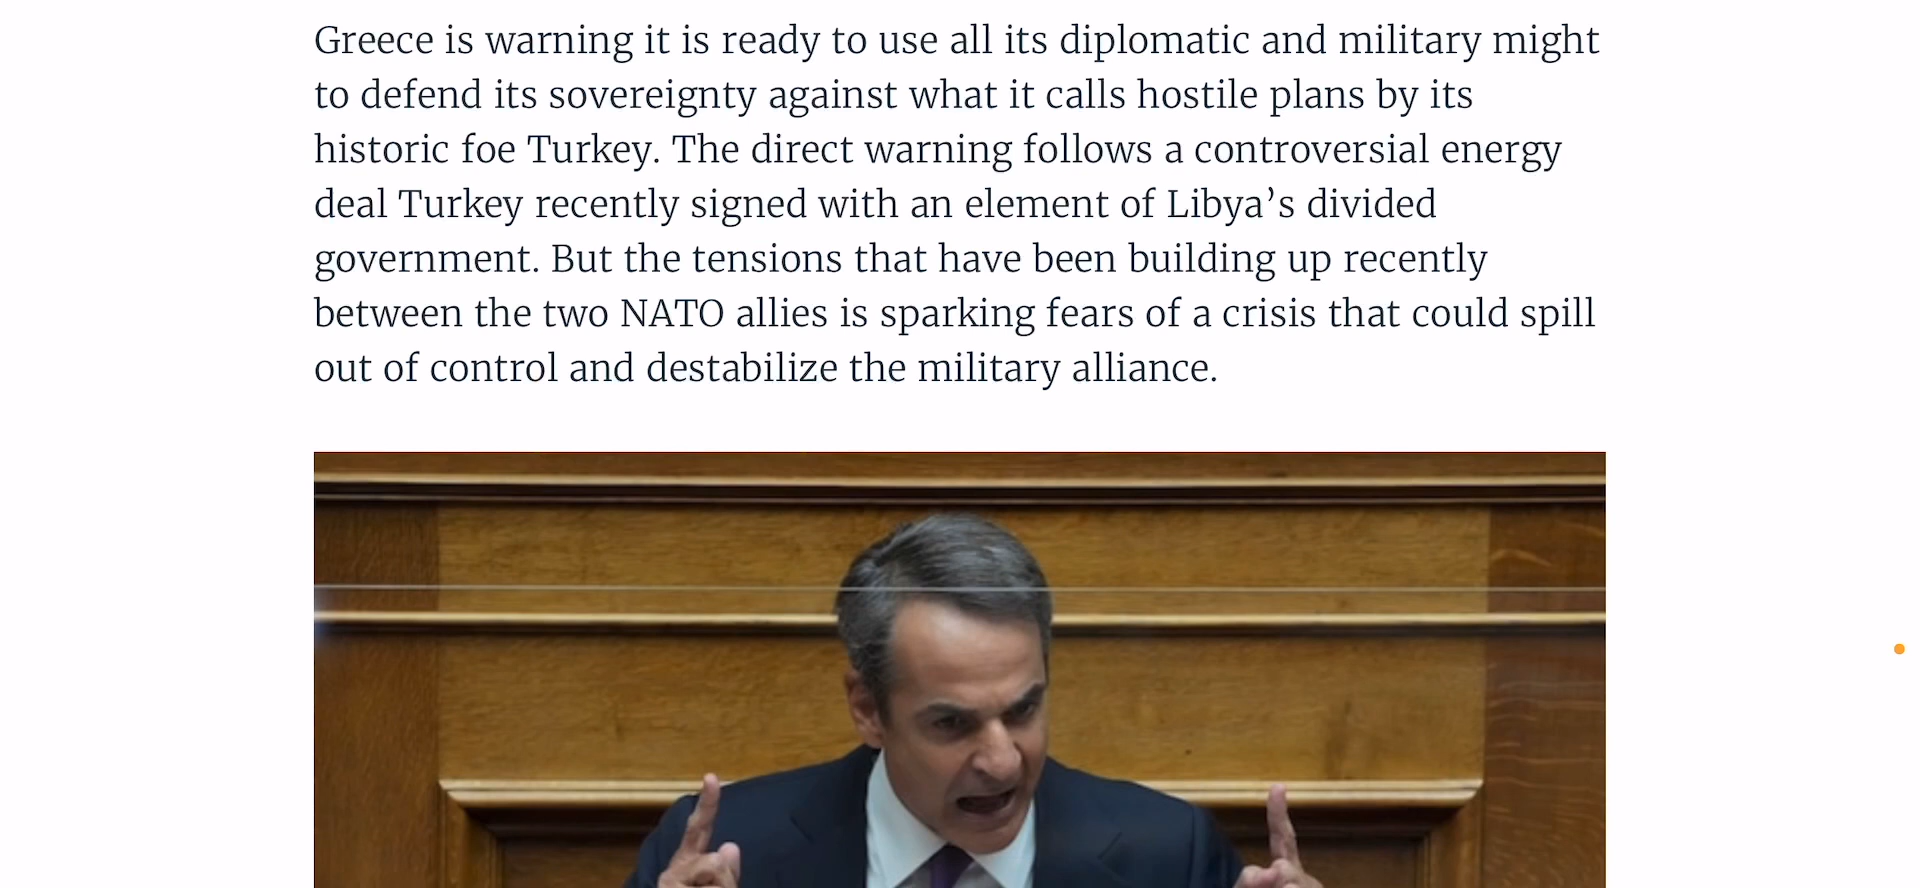 Greece is warning it is ready to use all its diplomatic and military might
to defend its sovereignty against what it calls hostile plans by its
historic foe Turkey. The direct warning follows a controversial energy
deal Turkey recently signed with an element of Libya’s divided
government. But the tensions that have been building up recently
between the two NATO allies is sparking fears of a crisis that could spill
out of control and destabilize the military alliance.